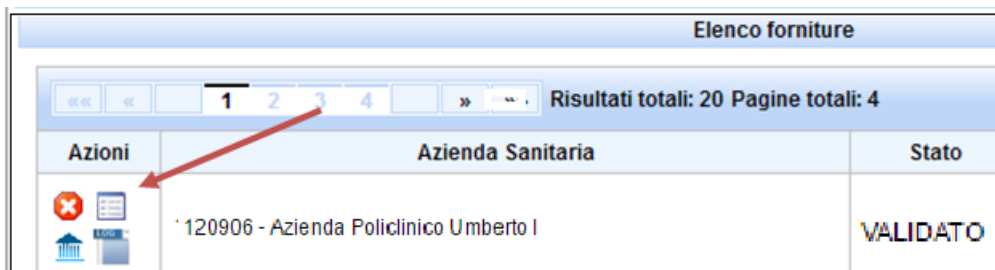 Elenco forniture
«« « 1 2 3 4 » Risultati totali: 20 Pagine totali: 4
Azioni Azienda Sanitaria Stato
120906 - Azienda Policlinico Umberto I VALIDATO
LOG